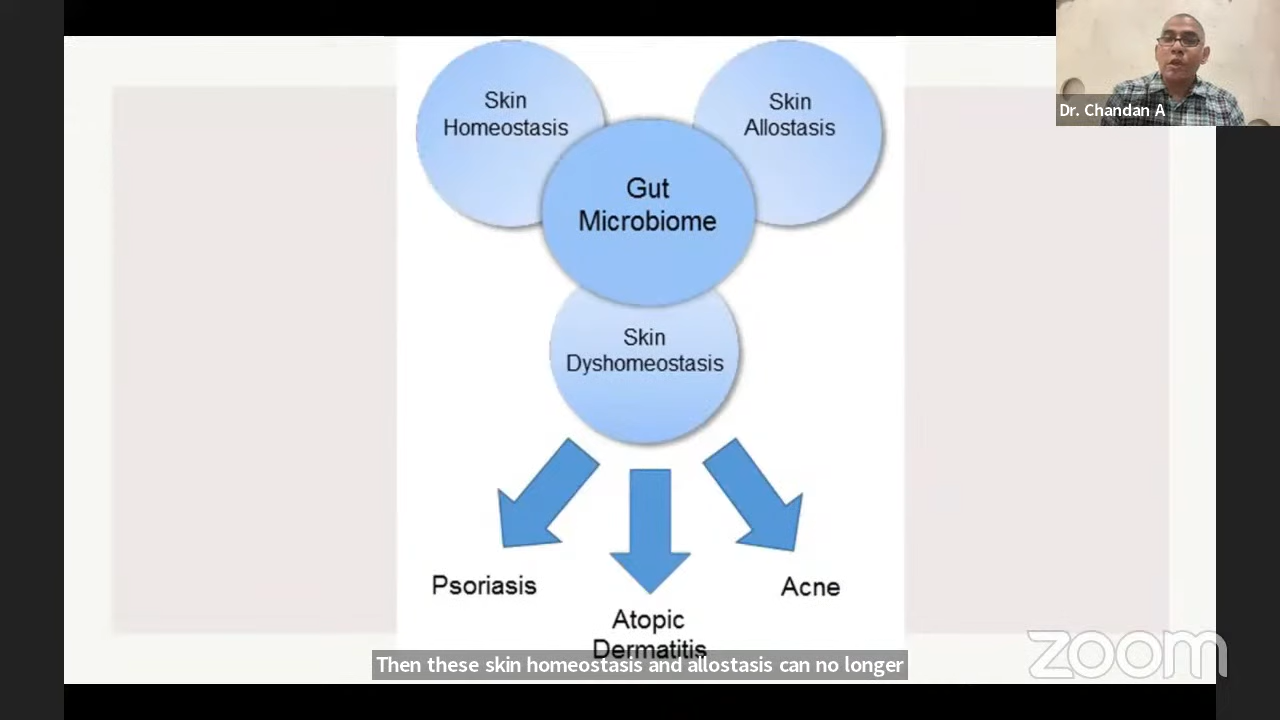 Skin
Homeostasis
Skin
Allostasis
Gut
Microbiome
Skin
Dyshomeostasis
Psoriasis
Atopic
Dermatitis
Acne
Dr. Chandan A
Then these skin homeostasis and allostasis can no longer
zoom